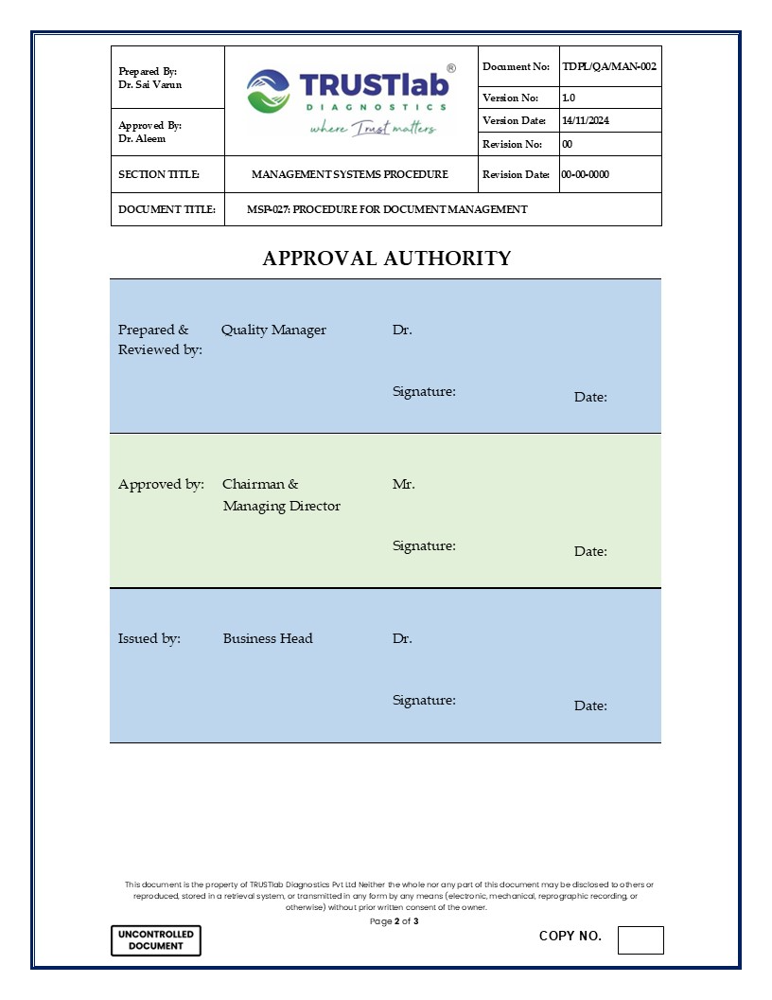 Prepared By:
Dr. Sai Varun
Approved By:
Dr. Aleem
TRUSTlab®
DIAGNOSTICS
where Trust matters
Document No: TDPL/QA/MAN-002
Version No: 1.0
Version Date: 14/11/2024
Revision No: 00
SECTION TITLE: MANAGEMENT SYSTEMS PROCEDURE Revision Date: 00-00-0000
DOCUMENT TITLE: MSP-027: PROCEDURE FOR DOCUMENT MANAGEMENT
APPROVAL AUTHORITY
Prepared & Quality Manager Dr.
Reviewed by:
Signature: Date:
Approved by: Chairman & Mr.
Managing Director
Signature: Date:
Issued by: Business Head Dr.
Signature: Date:
This document is the property of TRUSTlab Diagnostics Pvt Ltd Neither the whole nor any part of this document may be disclosed to others or
reproduced, stored in a retrieval system, or transmitted in any form by any means (electronic, mechanical, reprographic recording, or
otherwise) without prior written consent of the owner.
Page 2 of 3
UNCONTROLLED
DOCUMENT
COPY NO.